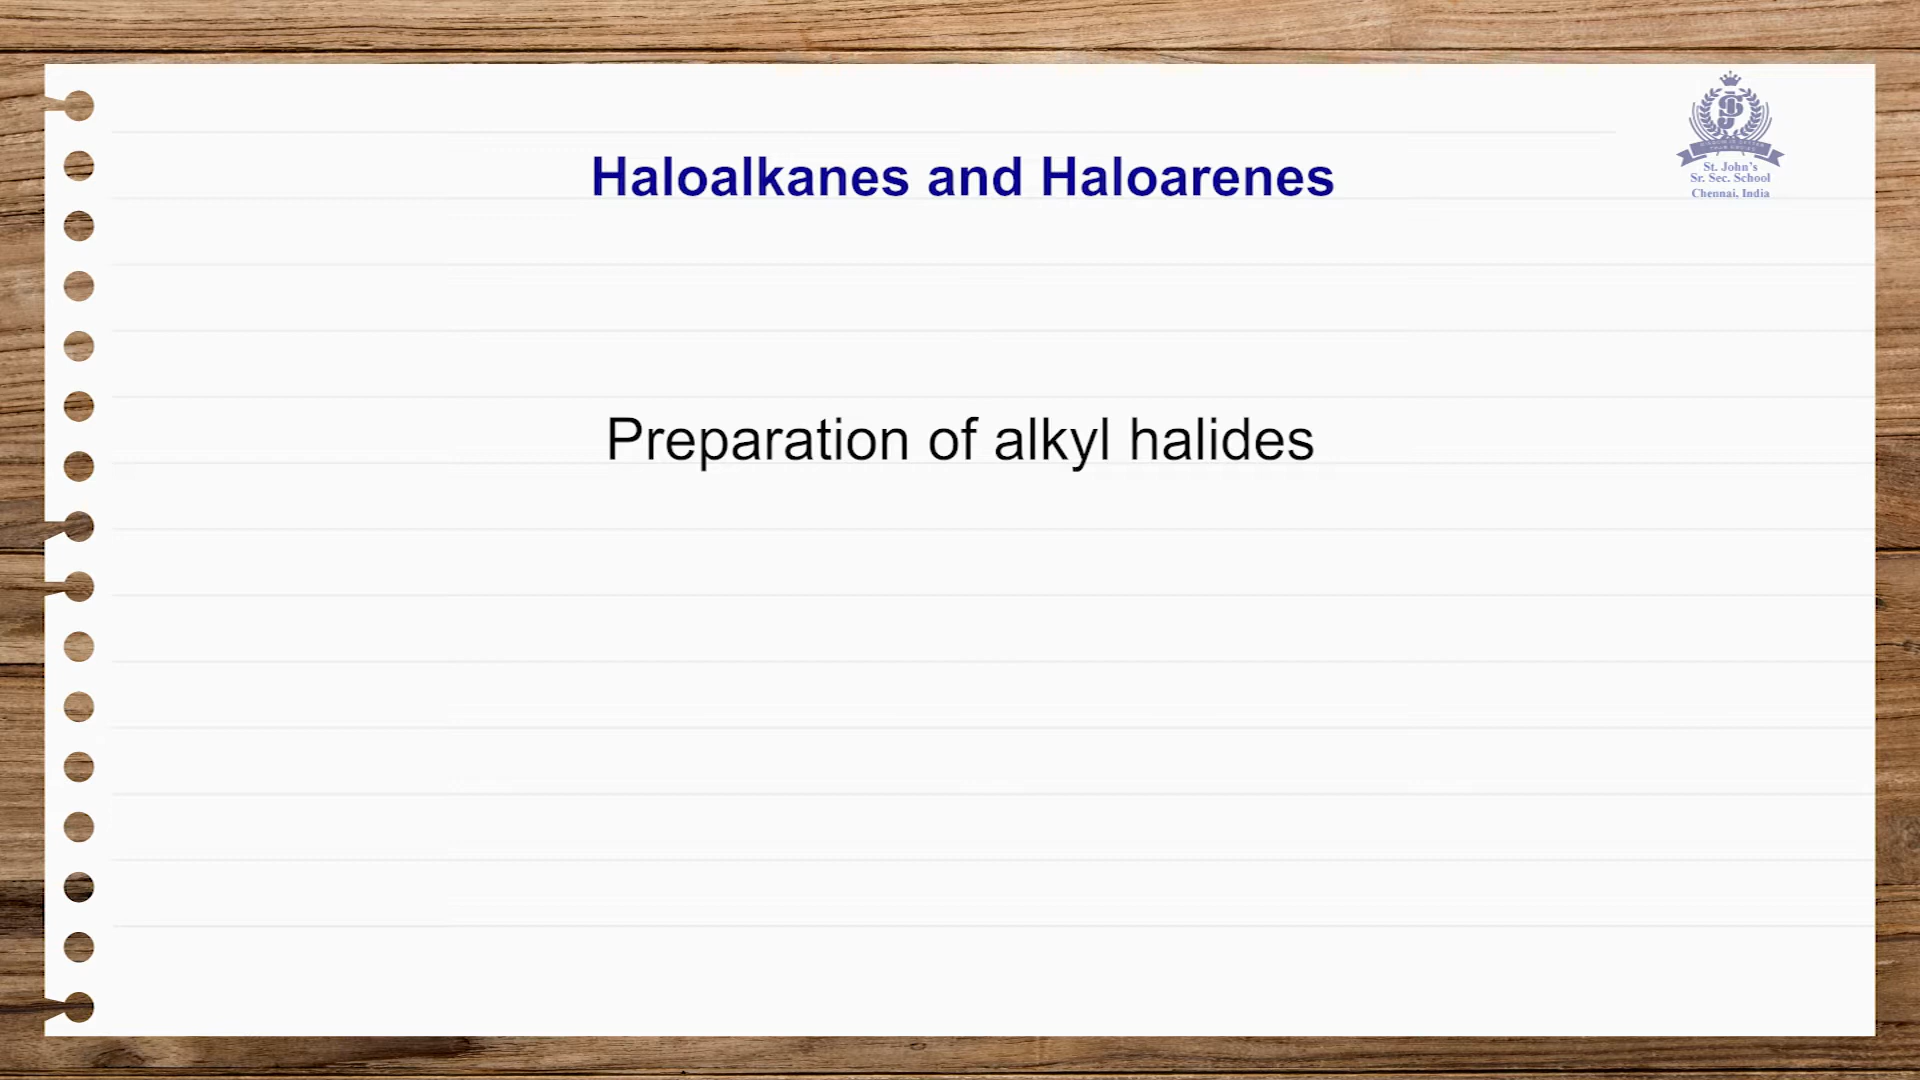 Haloalkanes and Haloarenes
St. John's
Sr. Sec. School
Chennai, India
Preparation of alkyl halides